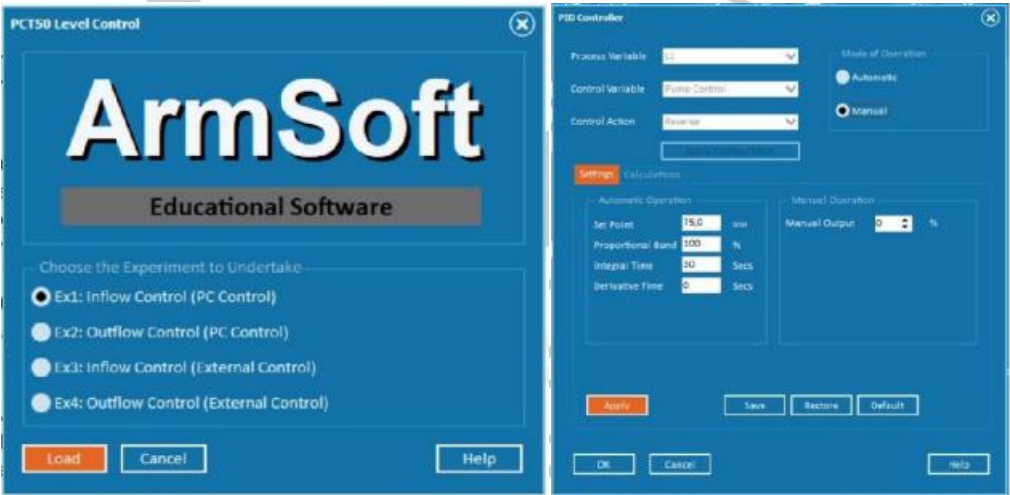 PCT50 Level Control
ArmSoft
Educational Software
Choose the Experiment to Undertake
Ex1: Inflow Control (PC Control)
Ex2: Outflow Control (PC Control)
Ex3: Inflow Control (External Control)
Ex4: Outflow Control (External Control)
Load
Cancel
Help
PID Controller
Process Variable
L1
Mode of Operation
Automatic
Control Variable
Pump Control
Manual
Control Action
Reverse
Settings
Calculations
Automatic Operation
Set Point
75,0
mm
Proportional Band
100
%
Integral Time
30
Secs
Derivative Time
0
Secs
Manual Operation
Manual Output
0
%
Apply
Save
Restore
Default
OK
Cancel
Help